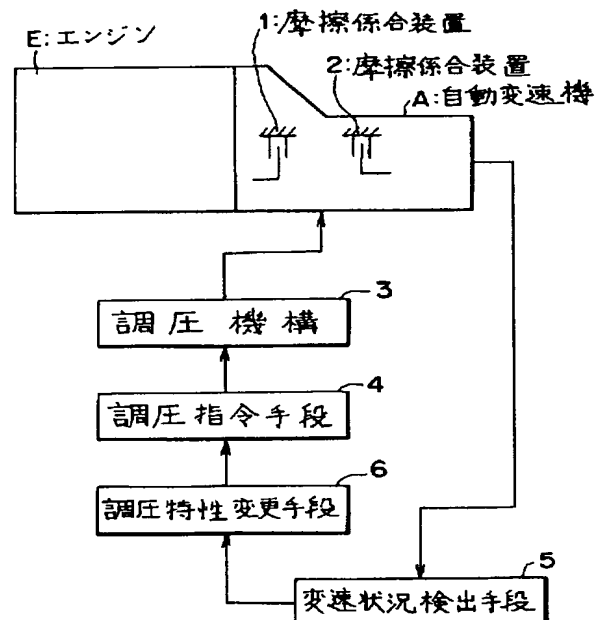 1:摩擦係合装置
E:エンジン
2:摩擦係合装置
A:自動変速機
3
調圧機構
4
調圧指令手段
6
調圧特性変更手段
5
変速状況検出手段